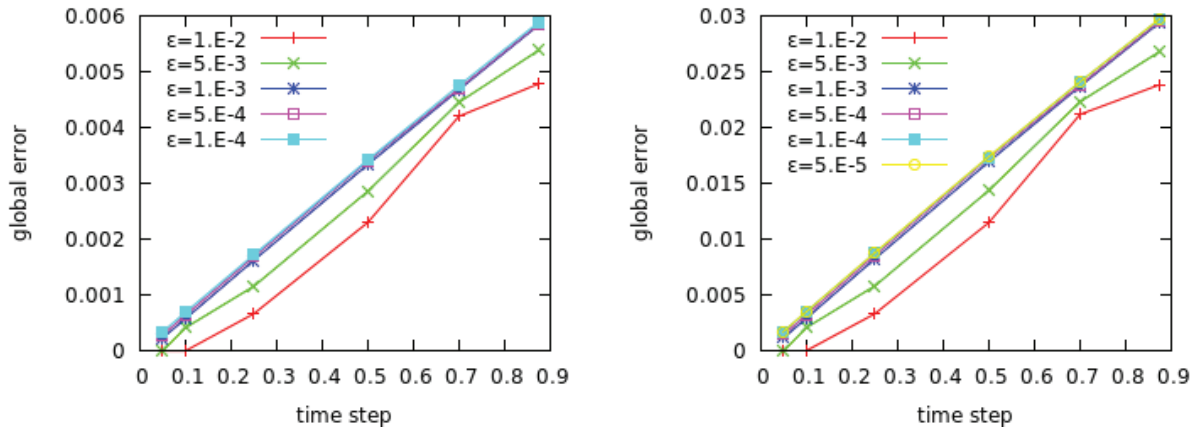 0.006
0.005
0.004
0.003
0.002
0.001
0
global error
ε=1.E-2
ε=5.E-3
ε=1.E-3
ε=5.E-4
ε=1.E-4
0 0.1 0.2 0.3 0.4 0.5 0.6 0.7 0.8 0.9
time step
0.03
0.025
0.02
0.015
0.01
0.005
0
global error
ε=1.E-2
ε=5.E-3
ε=1.E-3
ε=5.E-4
ε=1.E-4
ε=5.E-5
0 0.1 0.2 0.3 0.4 0.5 0.6 0.7 0.8 0.9
time step